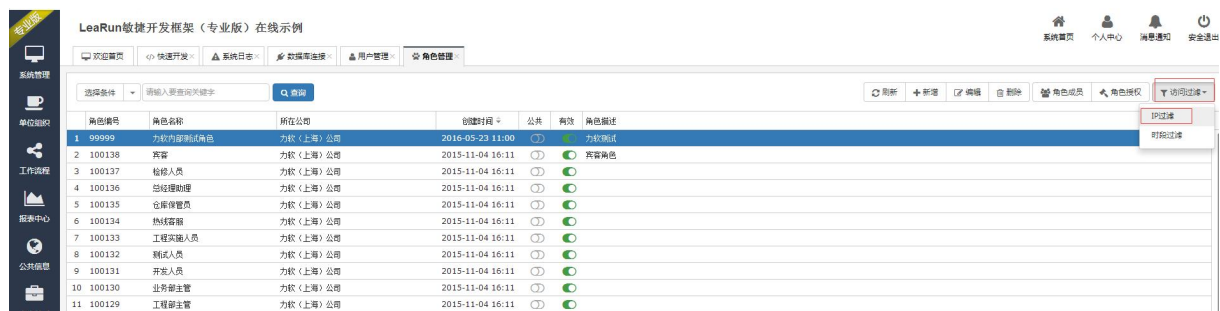 专业版
LeaRun敏捷开发框架（专业版）在线示例
系统首页 个人中心 消息通知 安全退出
欢迎首页 快速开发 系统日志 数据库连接 用户管理 角色管理
系统管理
单位组织
工作流程
报表中心
公共信息
选择条件 请输入要查询关键字 查询 刷新 +新增 编辑 删除 角色成员 角色授权 访问过滤
IP过滤
时段过滤
角色编号 角色名称 所在公司 创建时间 公共 有效 角色描述
1 99999 力软内部测试角色 力软（上海）公司 2016-05-23 11:00 力软测试
2 100138 宾客 力软（上海）公司 2015-11-04 16:11 宾客角色
3 100137 检修人员 力软（上海）公司 2015-11-04 16:11
4 100136 总经理助理 力软（上海）公司 2015-11-04 16:11
5 100135 仓库保管员 力软（上海）公司 2015-11-04 16:11
6 100134 热线客服 力软（上海）公司 2015-11-04 16:11
7 100133 工程实施人员 力软（上海）公司 2015-11-04 16:11
8 100132 测试人员 力软（上海）公司 2015-11-04 16:11
9 100131 开发人员 力软（上海）公司 2015-11-04 16:11
10 100130 业务部主管 力软（上海）公司 2015-11-04 16:11
11 100129 工程部主管 力软（上海）公司 2015-11-04 16:11